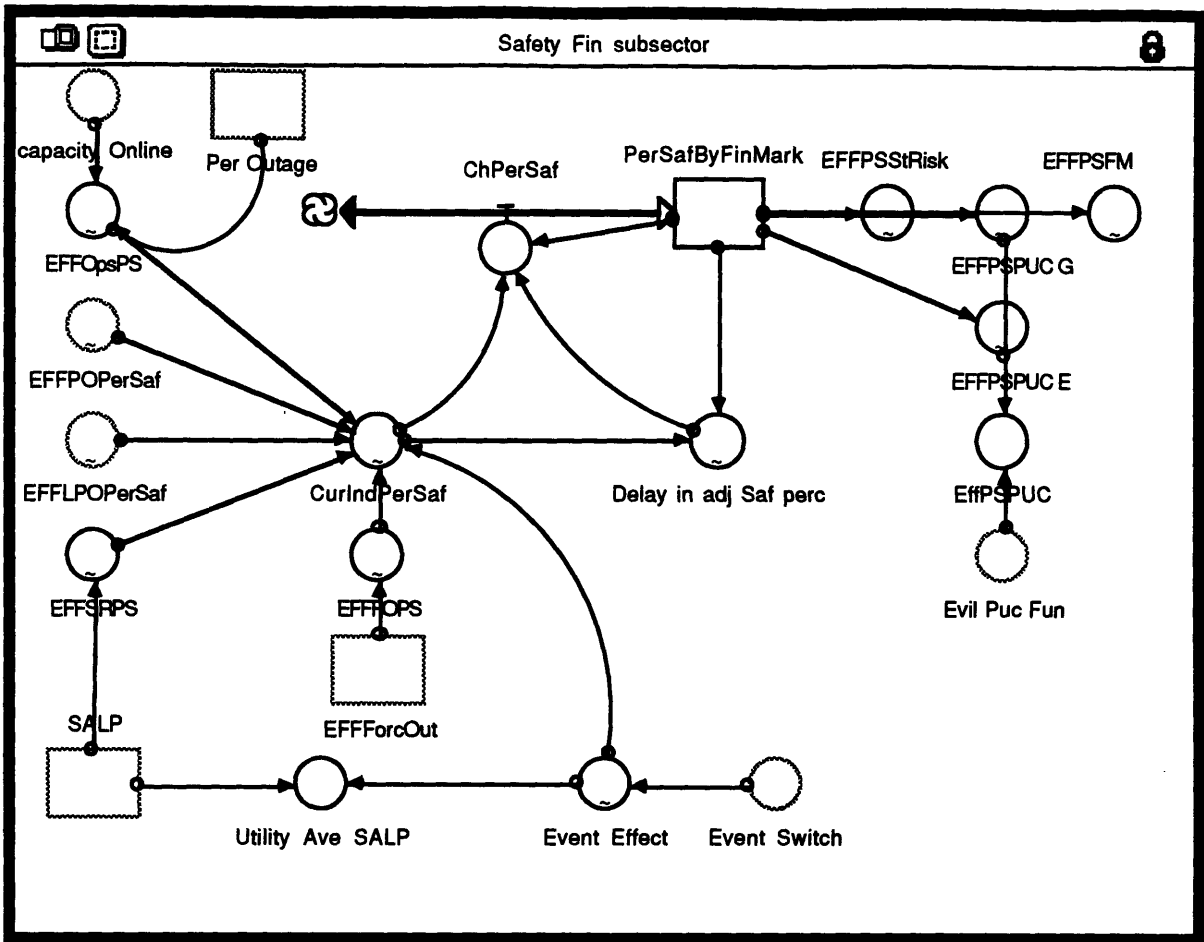 Safety Fin subsector
capacity Online
Per Outage
ChPerSaf
PerSafByFinMark
EFFPSStRisk
EFFPSFM
EFFOpsPS
EFFPSPUC G
EFFPOPerSaf
EFFPSPUC E
EFFLPOPerSaf
CurIndPerSaf
Delay in adj Saf perc
EffPSPUC
EFFSRPS
EFFFOPS
Evil Puc Fun
SALP
EFFForcOut
Utility Ave SALP
Event Effect
Event Switch